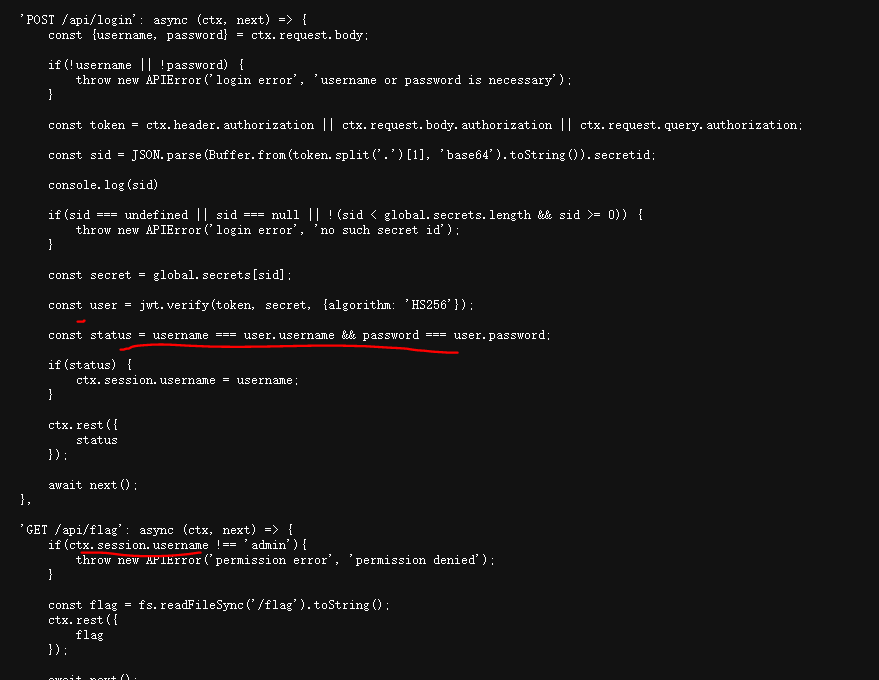 'POST /api/login': async (ctx, next) => {
    const {username, password} = ctx.request.body;
    if(!username || !password) {
        throw new APIError('login error', 'username or password is necessary');
    }
    const token = ctx.header.authorization || ctx.request.body.authorization || ctx.request.query.authorization;
    const sid = JSON.parse(Buffer.from(token.split('.')[1], 'base64').toString()).secretid;
    console.log(sid)
    if(sid === undefined || sid === null || !(sid < global.secrets.length && sid >= 0)) {
        throw new APIError('login error', 'no such secret id');
    }
    const secret = global.secrets[sid];
    const user = jwt.verify(token, secret, {algorithm: 'HS256'});
    const status = username === user.username && password === user.password;
    if(status) {
        ctx.session.username = username;
    }
    ctx.rest({
        status
    });
    await next();
},
'GET /api/flag': async (ctx, next) => {
    if(ctx.session.username !== 'admin'){
        throw new APIError('permission error', 'permission denied');
    }
    const flag = fs.readFileSync('/flag').toString();
    ctx.rest({
        flag
    });
    await next();